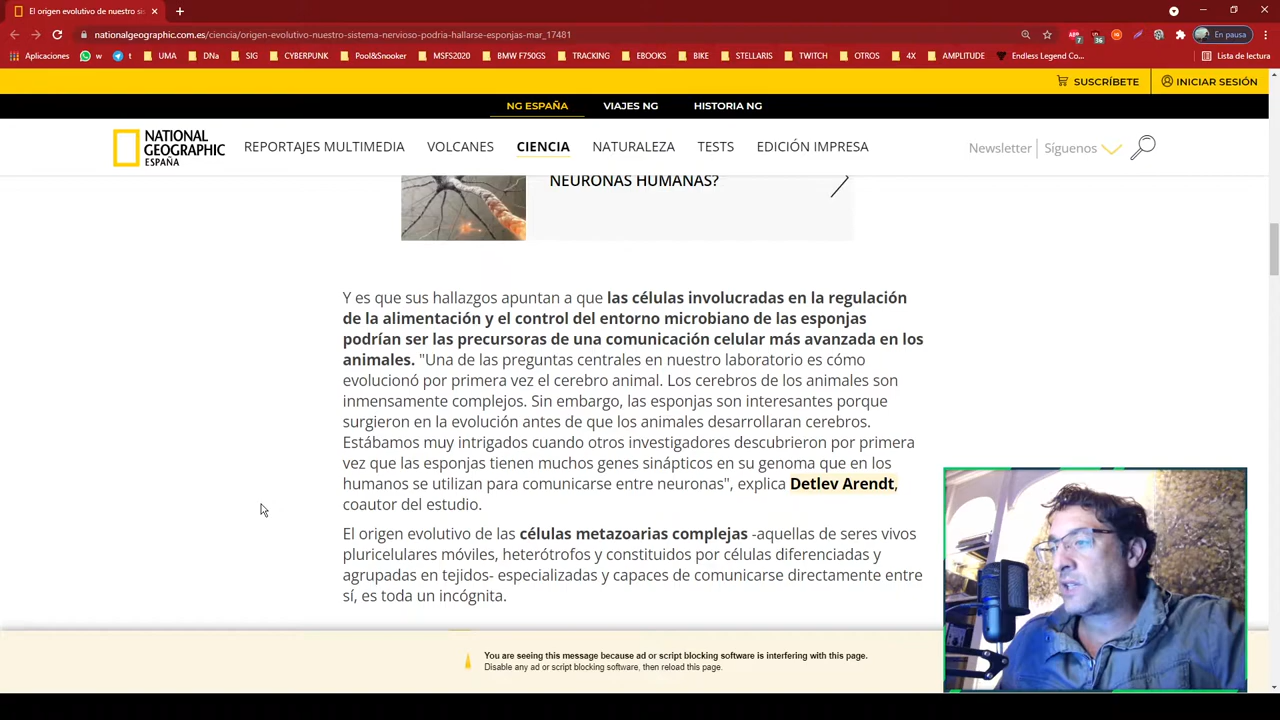 El origen evolutivo de nuestro sis
nationalgeographic.com.es/ciencia/origen-evolutivo-nuestro-sistema-nervioso-podria-hallarse-esponjas-mar_17481
En pausa
Aplicaciones
w
t
UMA
DNa
SIG
CYBERPUNK
Pool&Snooker
MSFS2020
BMW F750GS
TRACKING
EBOOKS
BIKE
STELLARIS
TWITCH
OTROS
4X
AMPLITUDE
Endless Legend Co...
Lista de lectura
SUSCRÍBETE
INICIAR SESIÓN
NG ESPAÑA
VIAJES NG
HISTORIA NG
NATIONAL
GEOGRAPHIC
ESPAÑA
REPORTAJES MULTIMEDIA
VOLCANES
CIENCIA
NATURALEZA
TESTS
EDICIÓN IMPRESA
Newsletter
Síguenos
NEURONAS HUMANAS?
Y es que sus hallazgos apuntan a que las células involucradas en la regulación
de la alimentación y el control del entorno microbiano de las esponjas
podrían ser las precursoras de una comunicación celular más avanzada en los
animales. "Una de las preguntas centrales en nuestro laboratorio es cómo
evolucionó por primera vez el cerebro animal. Los cerebros de los animales son
inmensamente complejos. Sin embargo, las esponjas son interesantes porque
surgieron en la evolución antes de que los animales desarrollaran cerebros.
Estábamos muy intrigados cuando otros investigadores descubrieron por primera
vez que las esponjas tienen muchos genes sinápticos en su genoma que en los
humanos se utilizan para comunicarse entre neuronas", explica Detlev Arendt,
coautor del estudio.
El origen evolutivo de las células metazoarias complejas -aquellas de seres vivos
pluricelulares móviles, heterótrofos y constituidos por células diferenciadas y
agrupadas en tejidos- especializadas y capaces de comunicarse directamente entre
sí, es toda un incógnita.
You are seeing this message because ad or script blocking software is interfering with this page.
Disable any ad or script blocking software, then reload this page.